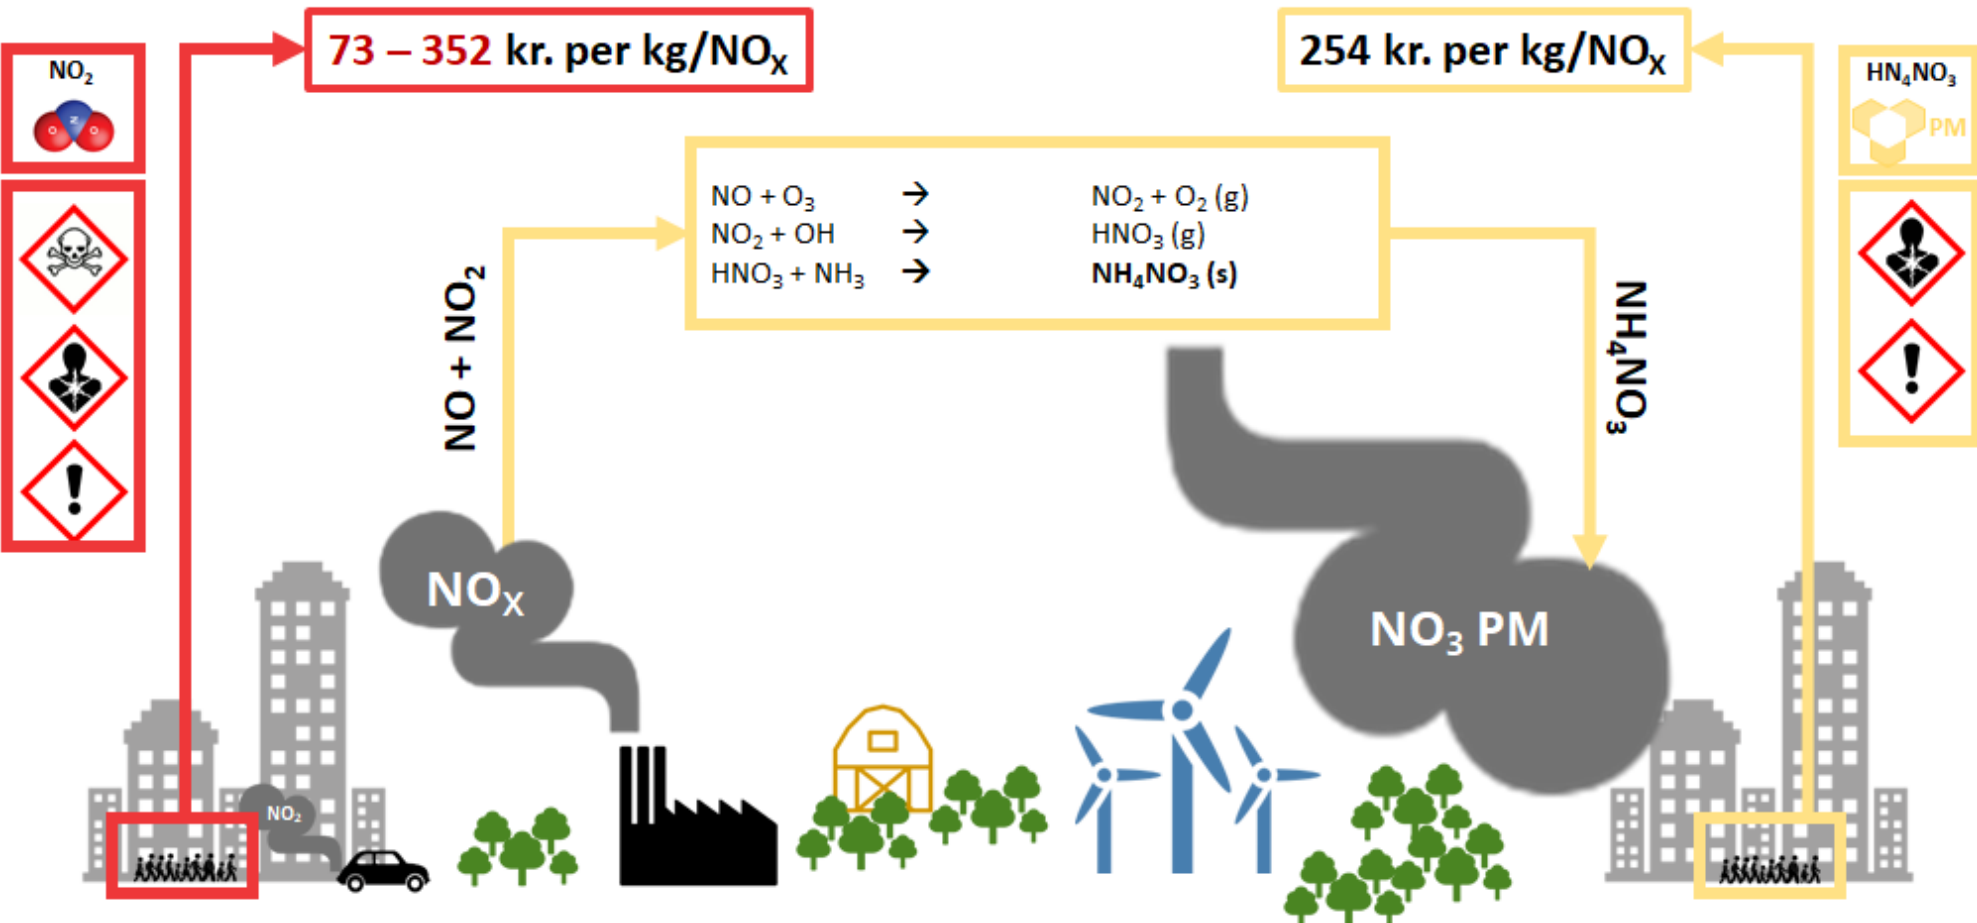 73 – 352 kr. per kg/NOₓ
254 kr. per kg/NOₓ
NO₂
O N O
HN₄NO₃
PM
NO + O₃ → NO₂ + O₂ (g)
NO₂ + OH → HNO₃ (g)
HNO₃ + NH₃ → NH₄NO₃ (s)
NO + NO₂
NH₄NO₃
NOₓ
NO₃ PM
NO₂